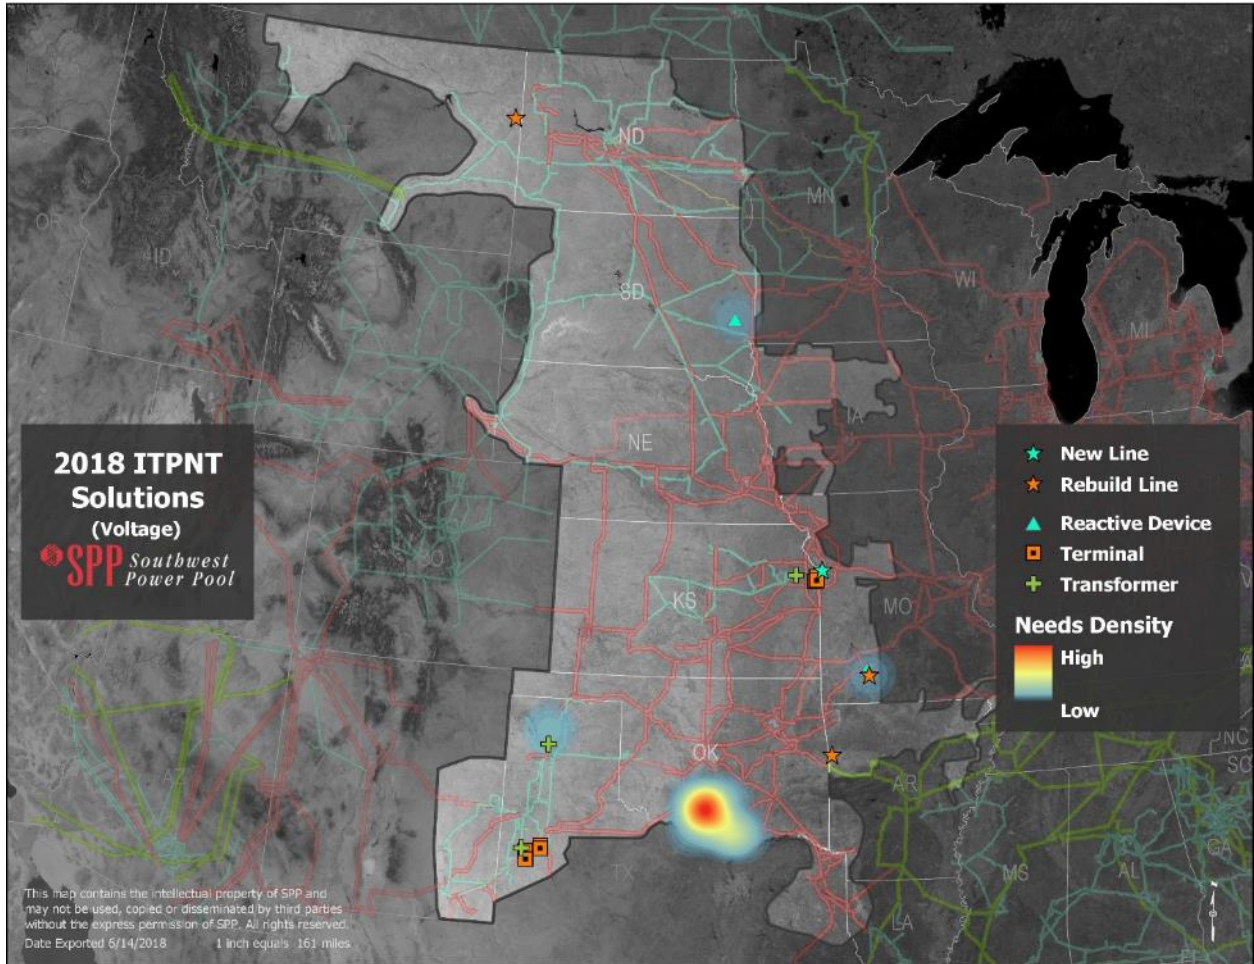 MT
ND
MN
OR
ID
SD
WI
MI
NE
IA
2018 ITPNT
Solutions
(Voltage)
SPP Southwest
Power Pool
New Line
Rebuild Line
Reactive Device
Terminal
Transformer
Needs Density
High
Low
KS
MO
OK
AR
NC
SC
TX
MS
AL
GA
LA
This map contains the intellectual property of SPP and
may not be used, copied or disseminated by third parties
without the express permission of SPP. All rights reserved.
Date Exported 6/14/2018 1 inch equals 161 miles